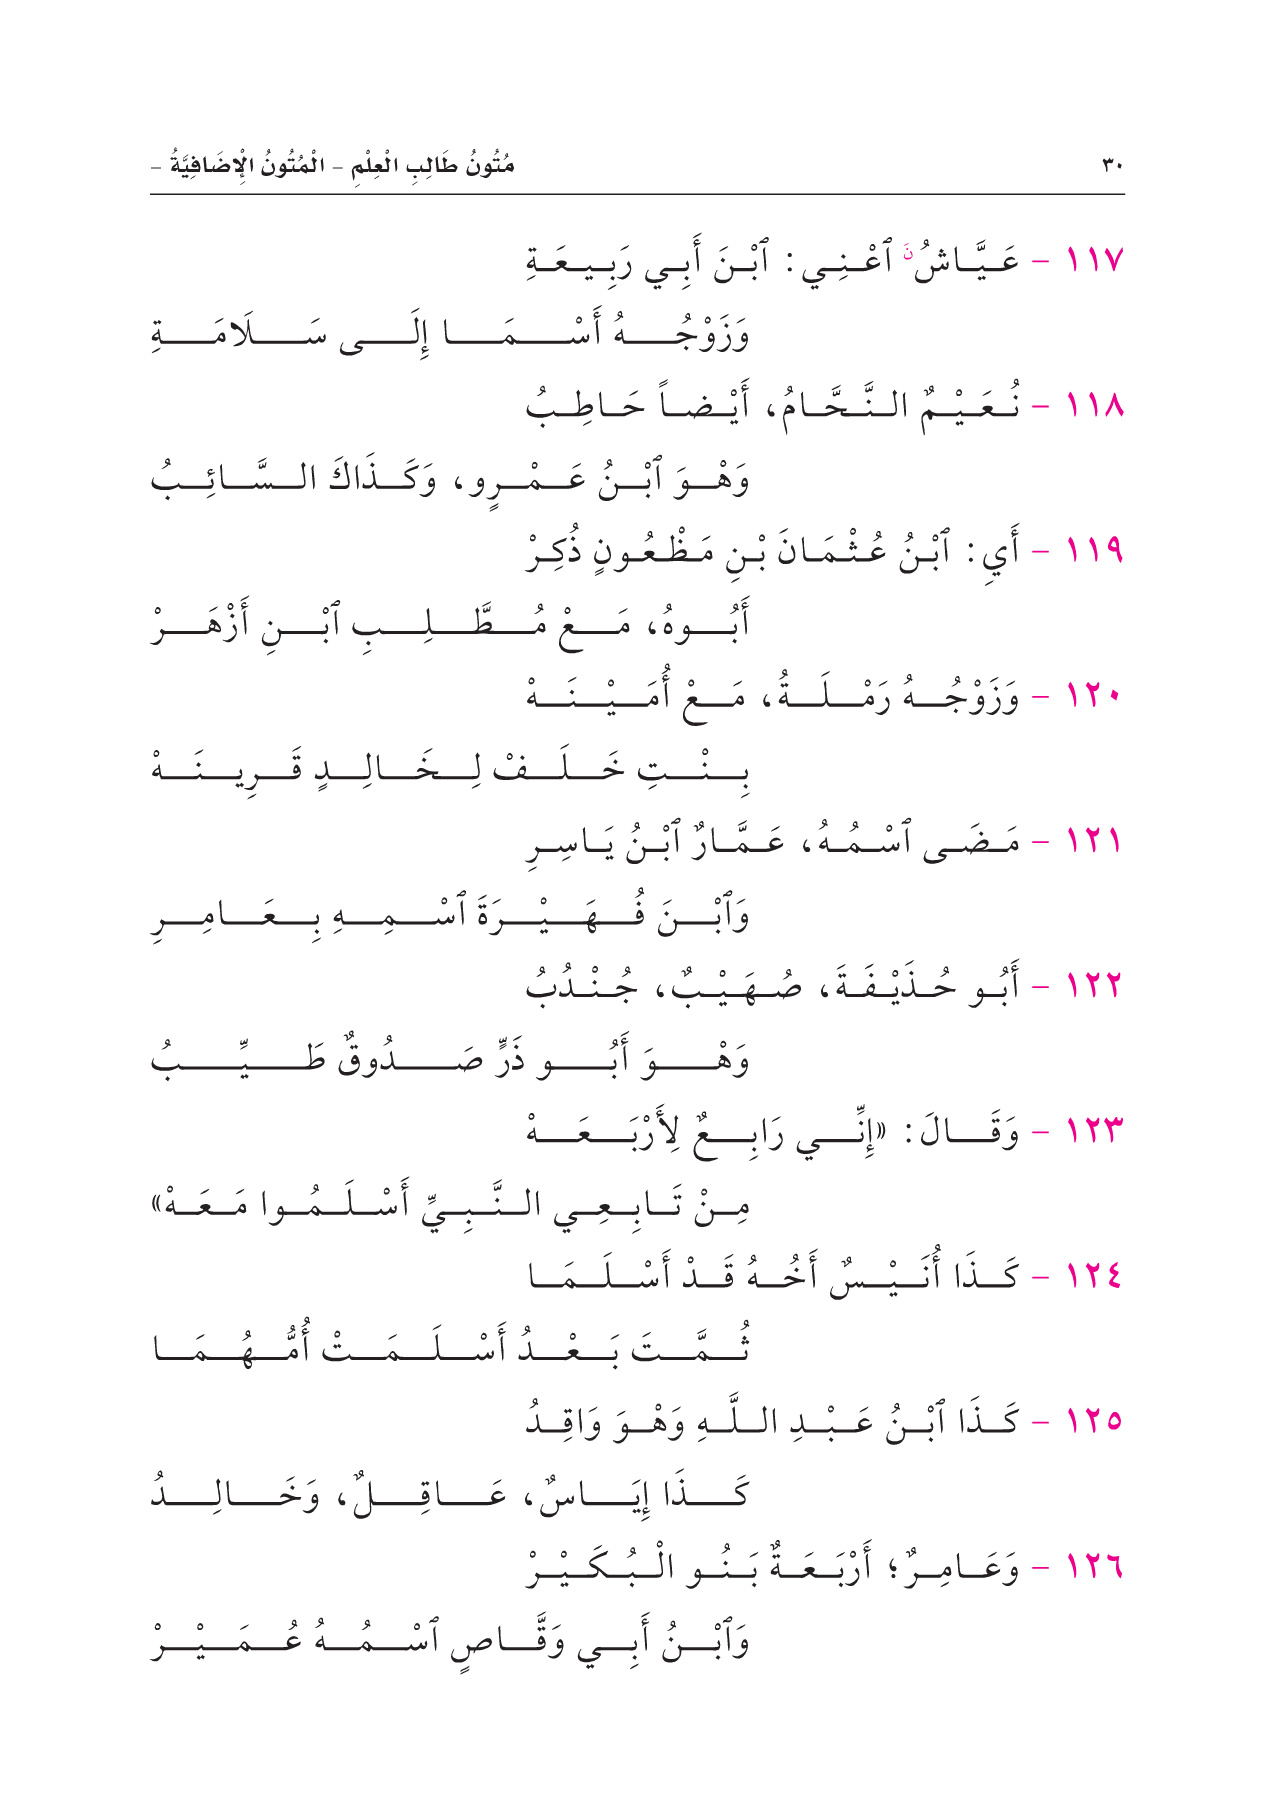 ٣٠ مُتُونُ طَالِبِ الْعِلْمِ – الْمُتُونُ الْإِضَافِيَّةُ –
١١٧ – عَيَّاشُ نَ ٱعْنِي: ٱبْنَ أَبِي رَبِيعَةِ
وَزَوْجُهُ أَسْمَا إِلَى سَلَامَةِ
١١٨ – نُعَيْمٌ النَّحَّامُ، أَيْضاً حَاطِبُ
وَهْوَ ٱبْنُ عَمْرٍو، وَكَذَاكَ السَّائِبُ
١١٩ – أَيِ: ٱبْنُ عُثْمَانَ بْنِ مَظْعُونٍ ذُكِرْ
أَبُوهُ، مَعْ مُطَّلِبِ ٱبْنِ أَزْهَرْ
١٢٠ – وَزَوْجُهُ رَمْلَةُ، مَعْ أُمَيْنَهْ
بِنْتِ خَلَفْ لِخَالِدٍ قَرِينَهْ
١٢١ – مَضَى ٱسْمُهُ، عَمَّارٌ ٱبْنُ يَاسِرِ
وَٱبْنَ فُهَيْرَةَ ٱسْمِهِ بِعَامِرِ
١٢٢ – أَبُو حُذَيْفَةَ، صُهَيْبٌ، جُنْدُبُ
وَهْوَ أَبُو ذَرٍّ صَدُوقٌ طَيِّبُ
١٢٣ – وَقَالَ: «إِنِّي رَابِعٌ لِأَرْبَعَهْ
مِنْ تَابِعِي النَّبِيِّ أَسْلَمُوا مَعَهْ»
١٢٤ – كَذَا أُنَيْسٌ أَخُهُ قَدْ أَسْلَمَا
ثُمَّتَ بَعْدُ أَسْلَمَتْ أُمُّهُمَا
١٢٥ – كَذَا ٱبْنُ عَبْدِ اللَّهِ وَهْوَ وَاقِدُ
كَذَا إِيَاسٌ، عَاقِلٌ، وَخَالِدُ
١٢٦ – وَعَامِرٌ؛ أَرْبَعَةٌ بَنُو الْبُكَيْرْ
وَٱبْنُ أَبِي وَقَّاصٍ ٱسْمُهُ عُمَيْرْ